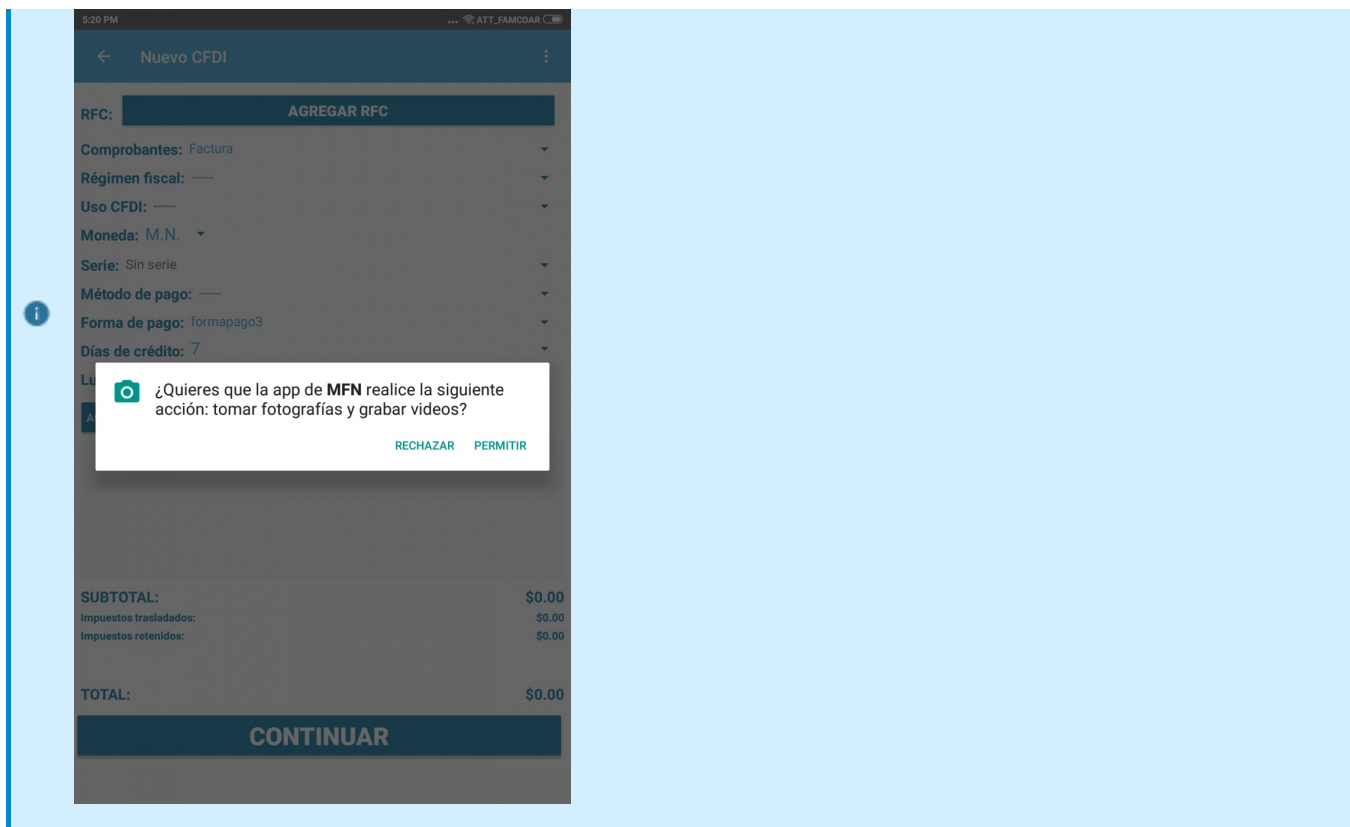 5:20 PM ... ATT_FAMCOAR
Nuevo CFDI
RFC: AGREGAR RFC
Comprobantes: Factura
Régimen fiscal: ——
Uso CFDI: ——
Moneda: M.N.
Serie: Sin serie
Método de pago: ——
Forma de pago: formapago3
Días de crédito: 7
Lu
¿Quieres que la app de MFN realice la siguiente
acción: tomar fotografías y grabar videos?
A
RECHAZAR PERMITIR
SUBTOTAL: $0.00
Impuestos trasladados: $0.00
Impuestos retenidos: $0.00
TOTAL: $0.00
CONTINUAR